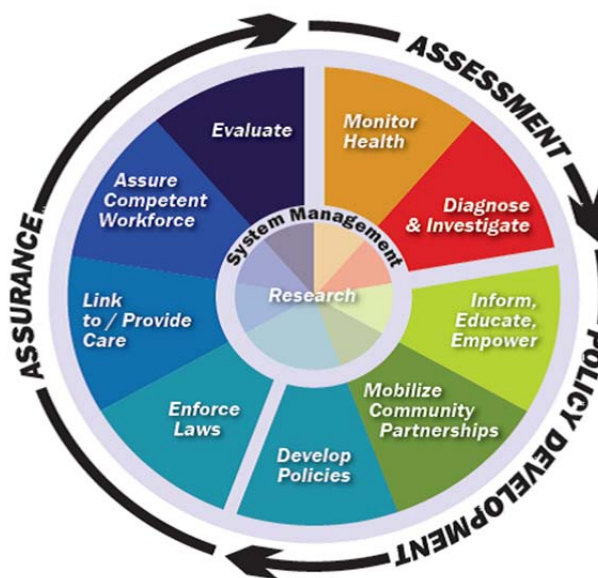 ASSESSMENT
Monitor
Health
Diagnose
& Investigate
POLICY DEVELOPMENT
Inform,
Educate,
Empower
Mobilize
Community
Partnerships
Develop
Policies
ASSURANCE
Enforce
Laws
Link
to / Provide
Care
Assure
Competent
Workforce
Evaluate
System Management
Research